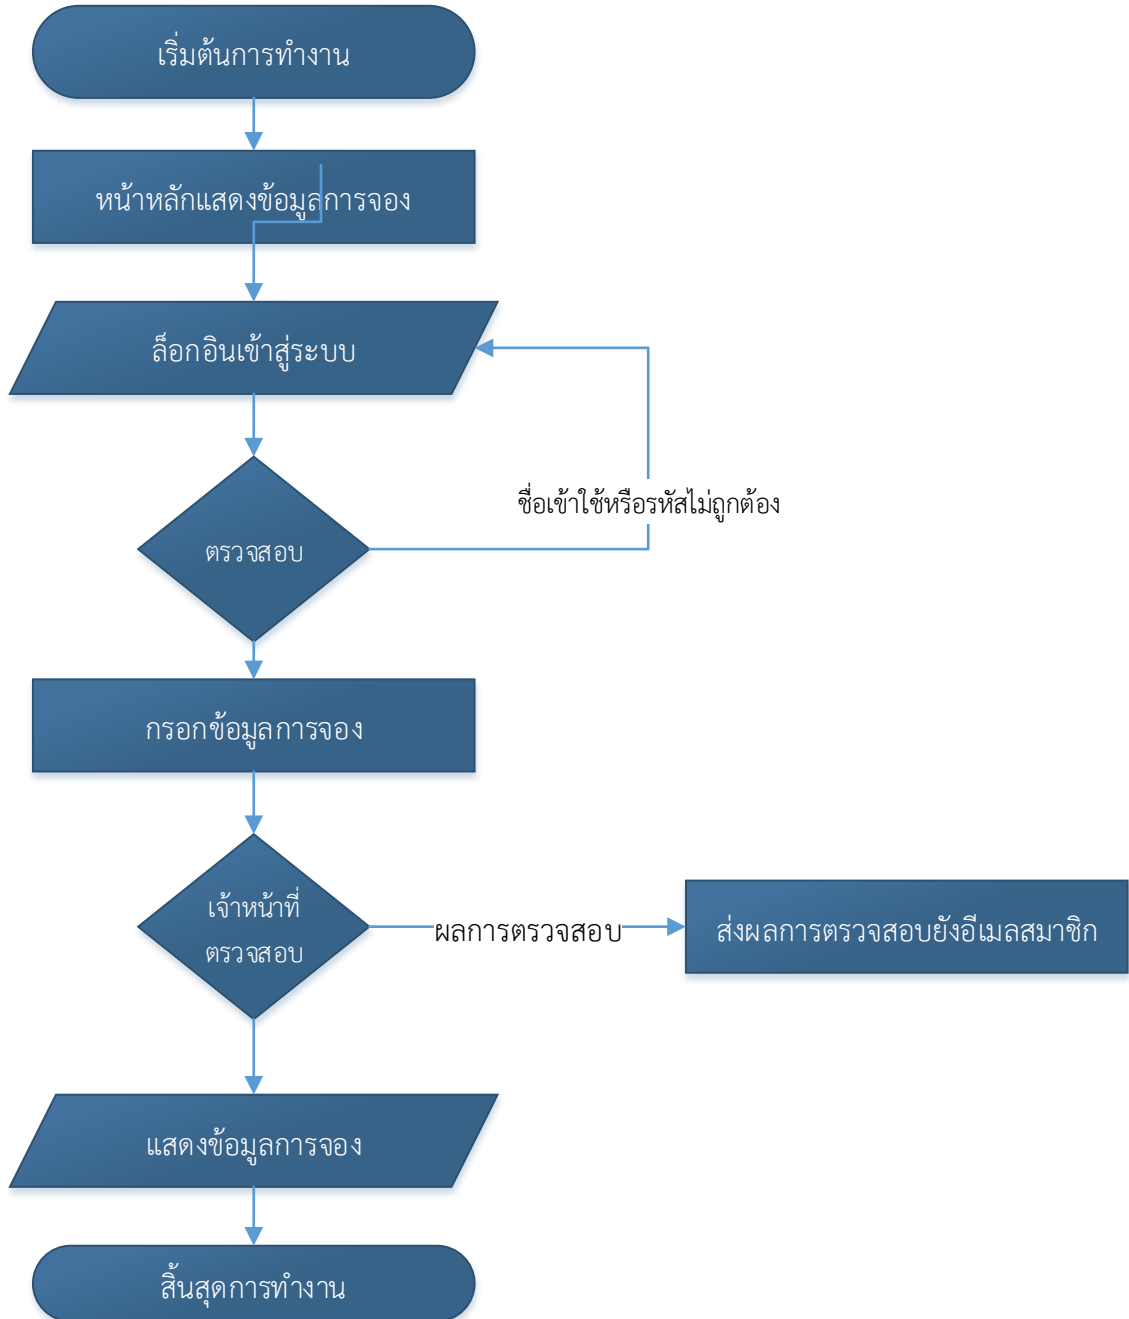 เริ่มต้นการทำงาน
หน้าหลักแสดงข้อมูลการจอง
ล็อกอินเข้าสู่ระบบ
ชื่อเข้าใช้หรือรหัสไม่ถูกต้อง
ตรวจสอบ
กรอกข้อมูลการจอง
เจ้าหน้าที่
ตรวจสอบ
ผลการตรวจสอบ
ส่งผลการตรวจสอบยังอีเมลสมาชิก
แสดงข้อมูลการจอง
สิ้นสุดการทำงาน